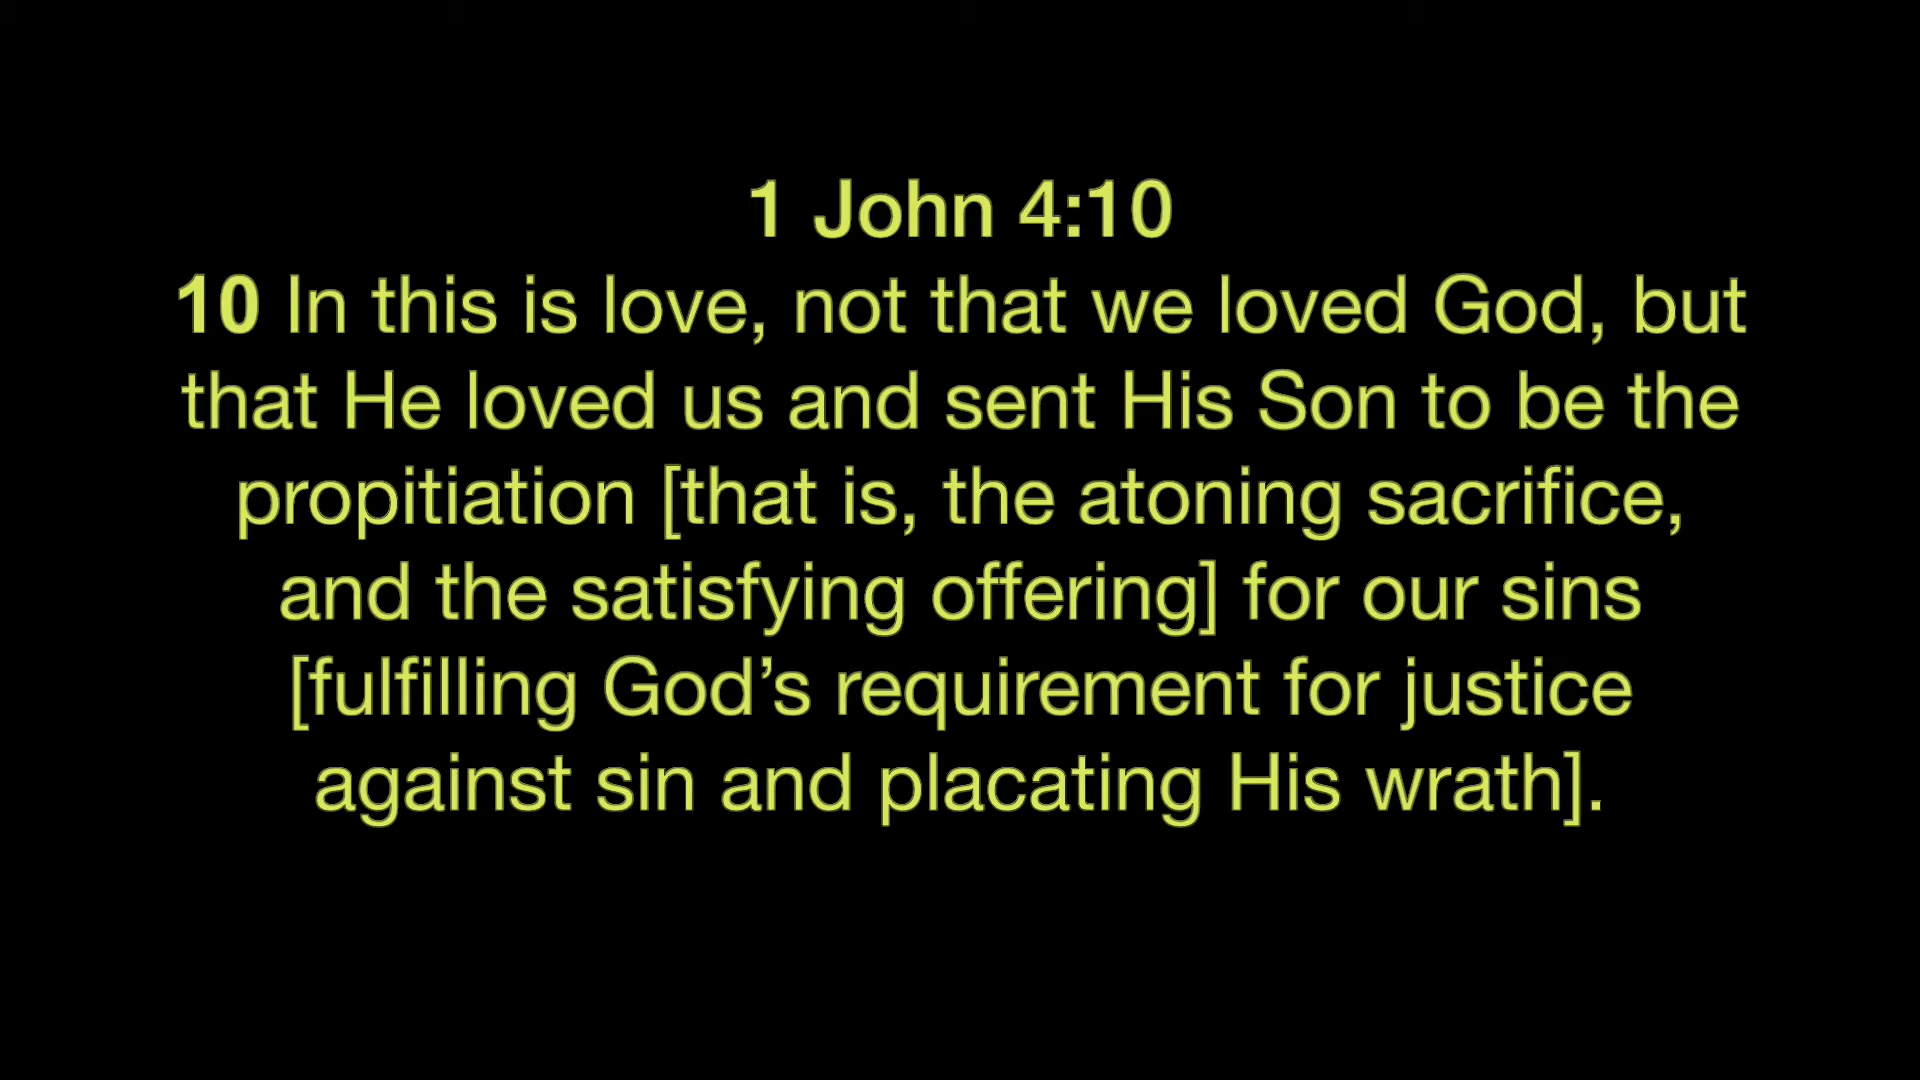 1 John 4:10
10 In this is love, not that we loved God, but
that He loved us and sent His Son to be the
propitiation [that is, the atoning sacrifice,
and the satisfying offering] for our sins
[fulfilling God’s requirement for justice
against sin and placating His wrath].